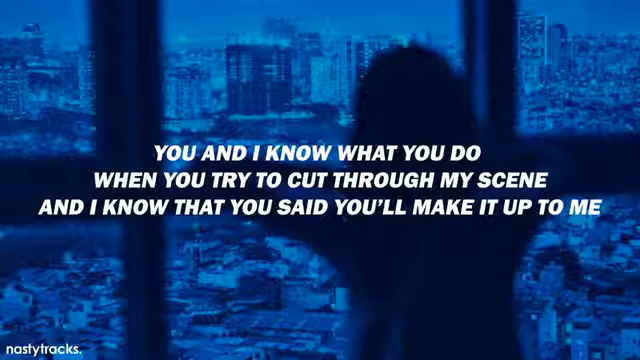 YOU AND I KNOW WHAT YOU DO
WHEN YOU TRY TO CUT THROUGH MY SCENE
AND I KNOW THAT YOU SAID YOU'LL MAKE IT UP TO ME
nastytracks.